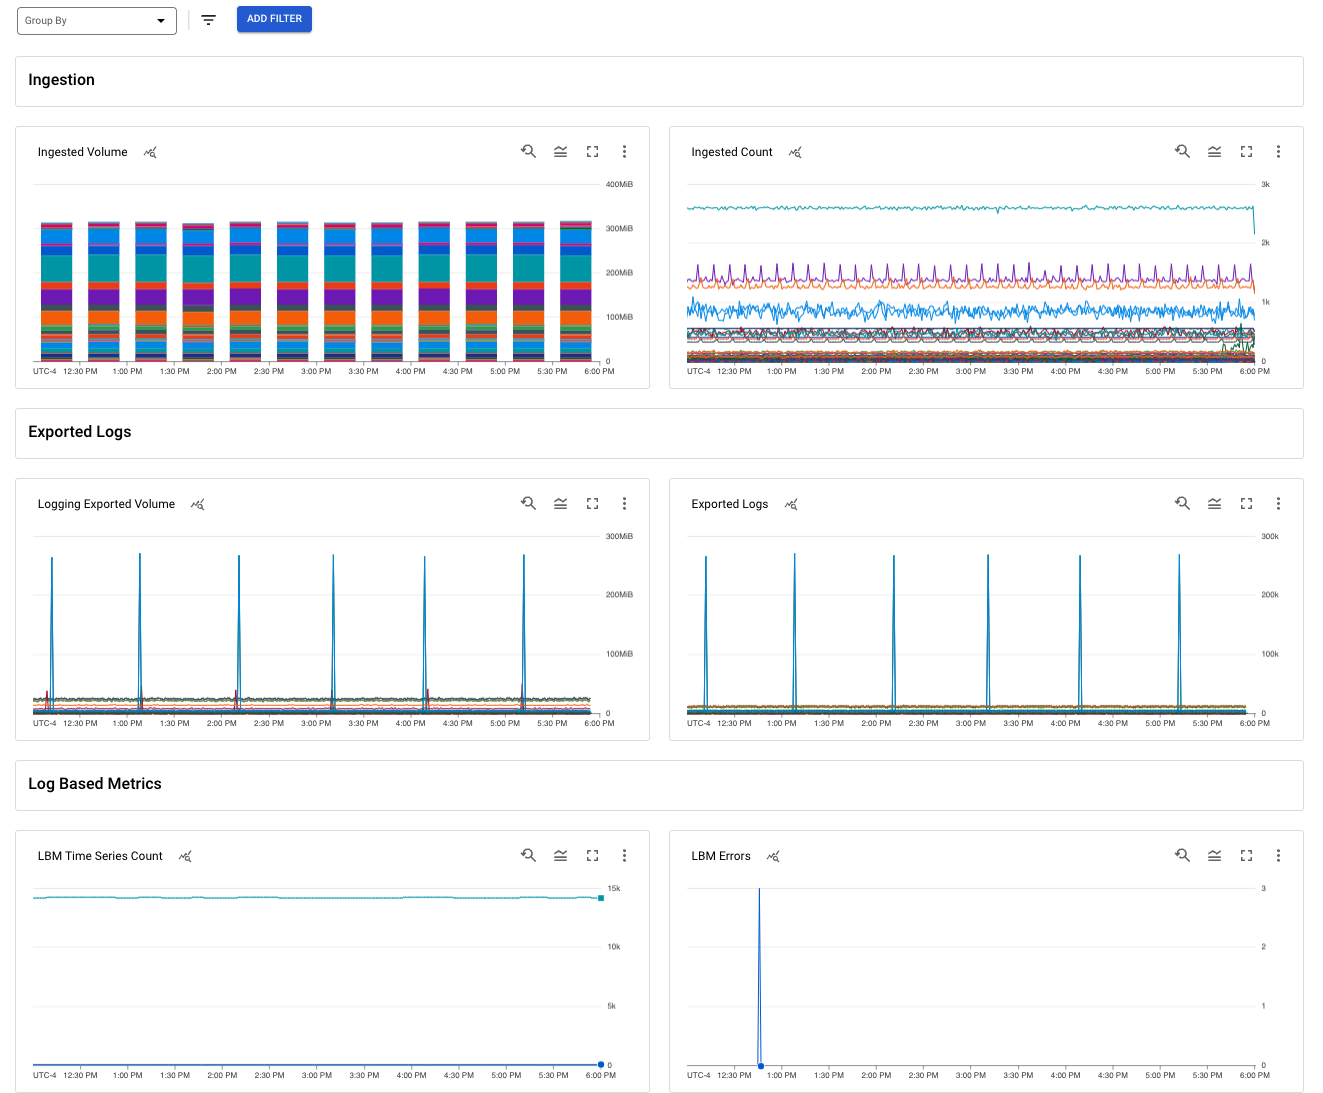 Group By
ADD FILTER
Ingestion
Ingested Volume
400MiB
300MiB
200MiB
100MiB
0
UTC-4 12:30 PM 1:00 PM 1:30 PM 2:00 PM 2:30 PM 3:00 PM 3:30 PM 4:00 PM 4:30 PM 5:00 PM 5:30 PM 6:00 PM
Ingested Count
3k
2k
1k
0
UTC-4 12:30 PM 1:00 PM 1:30 PM 2:00 PM 2:30 PM 3:00 PM 3:30 PM 4:00 PM 4:30 PM 5:00 PM 5:30 PM 6:00 PM
Exported Logs
Logging Exported Volume
300MiB
200MiB
100MiB
0
UTC-4 12:30 PM 1:00 PM 1:30 PM 2:00 PM 2:30 PM 3:00 PM 3:30 PM 4:00 PM 4:30 PM 5:00 PM 5:30 PM 6:00 PM
Exported Logs
300k
200k
100k
0
UTC-4 12:30 PM 1:00 PM 1:30 PM 2:00 PM 2:30 PM 3:00 PM 3:30 PM 4:00 PM 4:30 PM 5:00 PM 5:30 PM 6:00 PM
Log Based Metrics
LBM Time Series Count
15k
10k
5k
0
UTC-4 12:30 PM 1:00 PM 1:30 PM 2:00 PM 2:30 PM 3:00 PM 3:30 PM 4:00 PM 4:30 PM 5:00 PM 5:30 PM 6:00 PM
LBM Errors
3
2
1
0
UTC-4 12:30 PM 1:00 PM 1:30 PM 2:00 PM 2:30 PM 3:00 PM 3:30 PM 4:00 PM 4:30 PM 5:00 PM 5:30 PM 6:00 PM